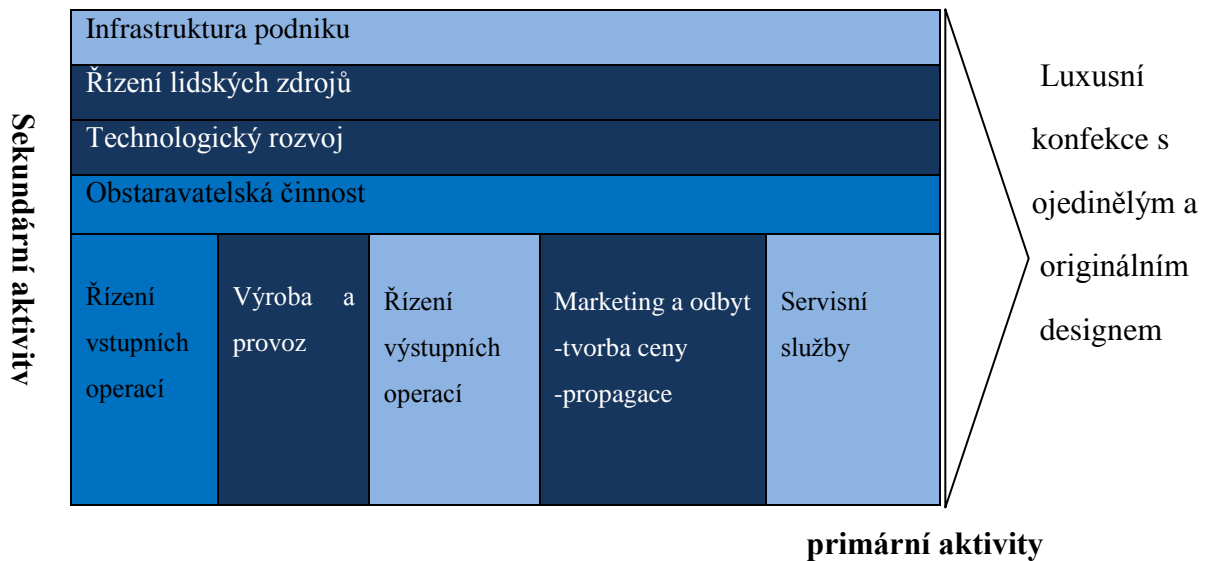 Sekundární aktivity
Infrastruktura podniku
Řízení lidských zdrojů
Technologický rozvoj
Obstaravatelská činnost
Řízení
vstupních
operací
Výroba a
provoz
Řízení
výstupních
operací
Marketing a odbyt
-tvorba ceny
-propagace
Servisní
služby
Luxusní
konfekce s
ojedinělým a
originálním
designem
primární aktivity